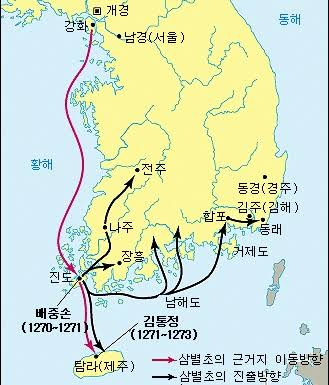 개경
강화
동해
남경(서울)
황해
전주
동경(경주)
나주
합포
김주(김해)
동래
장흥
거제도
진도
남해도
배중손
(1270~1271)
김통정
(1271~1273)
탐라(제주)
삼별초의 근거지 이동방향
삼별초의 진출방향